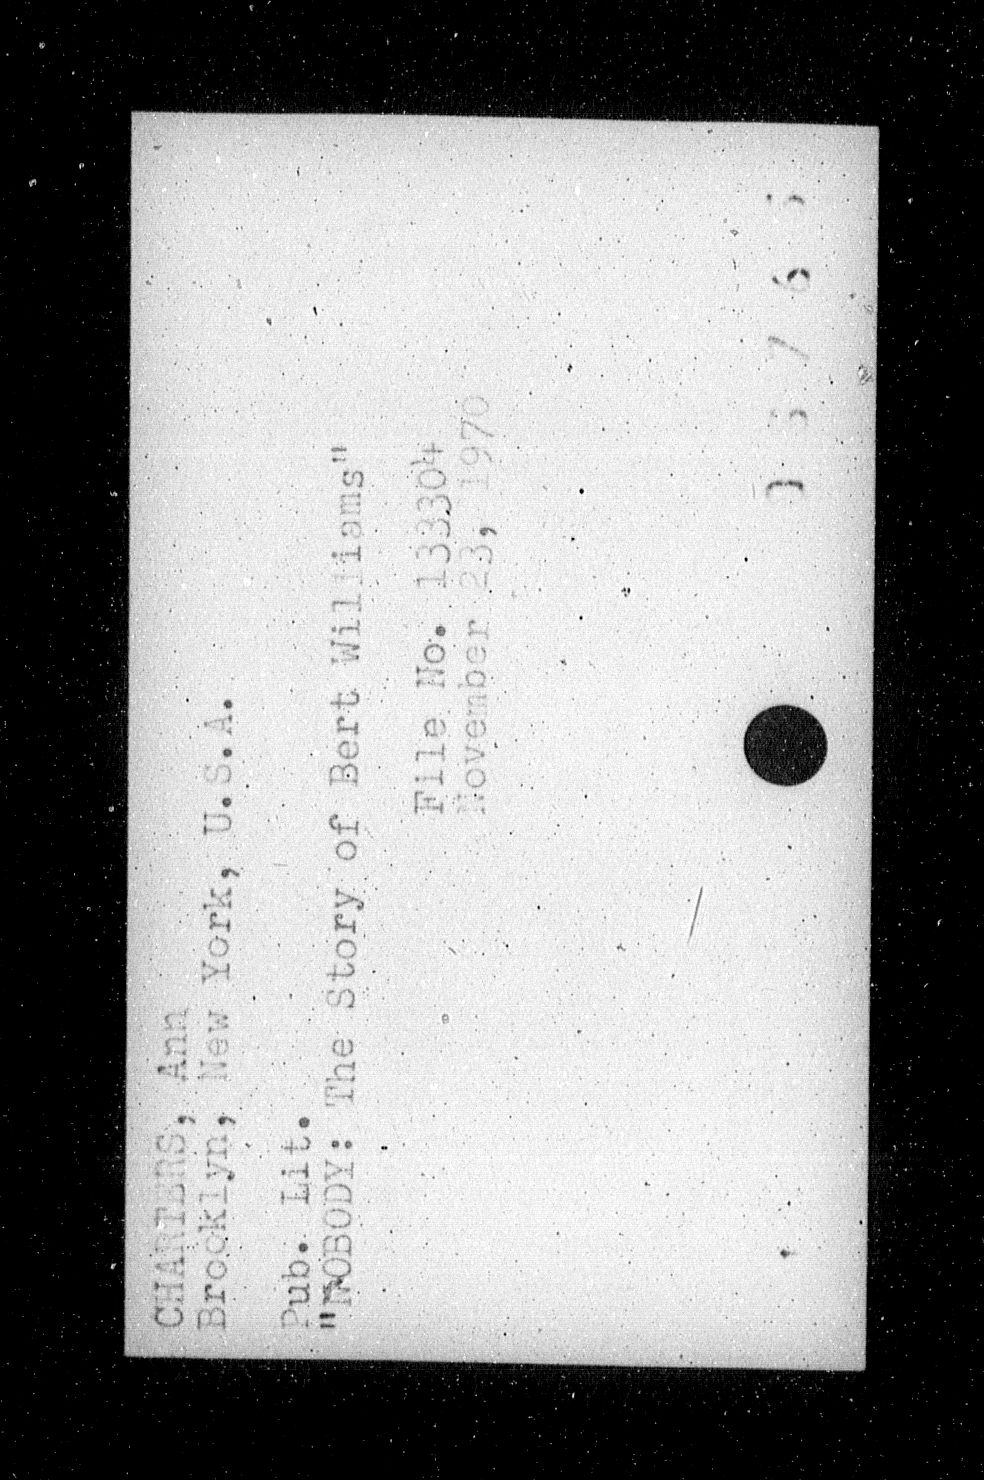 CHARTERS, Ann
Brooklyn, New York, U.S.A.
Pub. Lit.
"NOBODY: The Story of Bert Williams"
File No. 133304
November 23, 1970